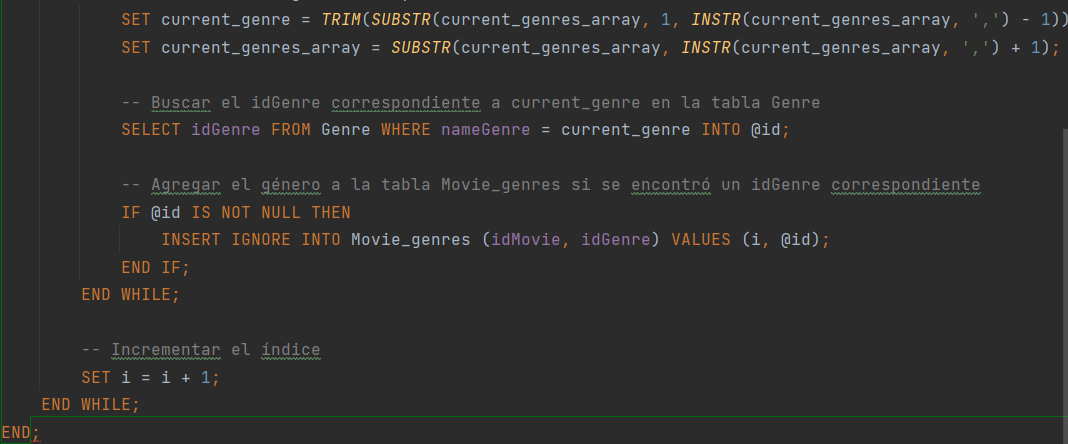 SET current_genre = TRIM(SUBSTR(current_genres_array, 1, INSTR(current_genres_array, ',') - 1))
SET current_genres_array = SUBSTR(current_genres_array, INSTR(current_genres_array, ',') + 1);
-- Buscar el idGenre correspondiente a current_genre en la tabla Genre
SELECT idGenre FROM Genre WHERE nameGenre = current_genre INTO @id;
-- Agregar el género a la tabla Movie_genres si se encontró un idGenre correspondiente
IF @id IS NOT NULL THEN
INSERT IGNORE INTO Movie_genres (idMovie, idGenre) VALUES (i, @id);
END IF;
END WHILE;
-- Incrementar el índice
SET i = i + 1;
END WHILE;
END;